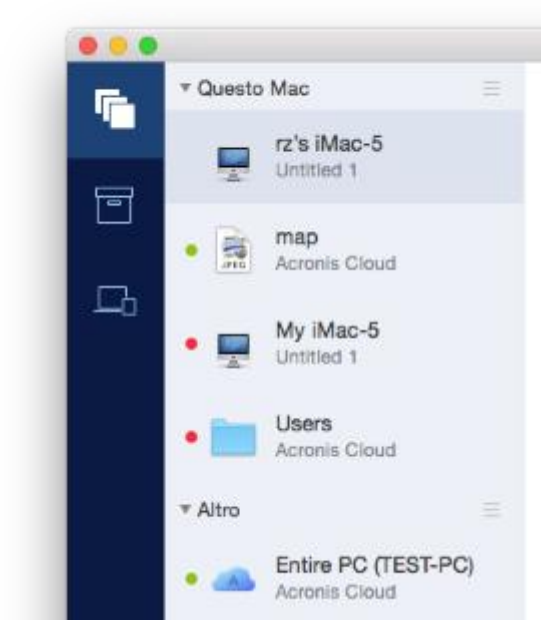 Questo Mac
rz's iMac-5
Untitled 1
JPEG
map
Acronis Cloud
My iMac-5
Untitled 1
Users
Acronis Cloud
Altro
Entire PC (TEST-PC)
Acronis Cloud